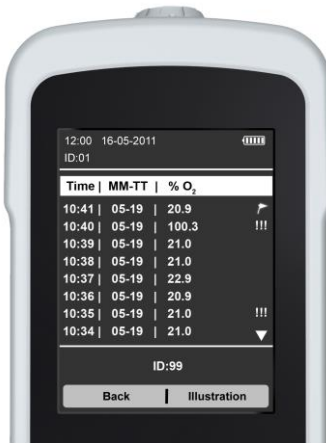 12:00 16-05-2011
ID:01
Time | MM-TT | % O₂
10:41 | 05-19 | 20.9
10:40 | 05-19 | 100.3 !!!
10:39 | 05-19 | 21.0
10:38 | 05-19 | 21.0
10:37 | 05-19 | 22.9
10:36 | 05-19 | 20.9
10:35 | 05-19 | 21.0 !!!
10:34 | 05-19 | 21.0
ID:99
Back | Illustration